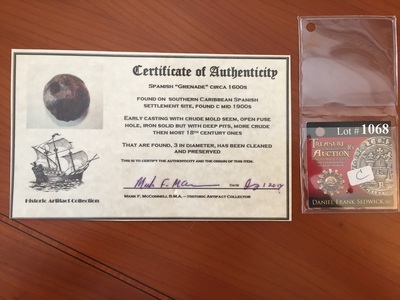 Certificate of Authenticity
Spanish "Grenade" circa 1600s
found on southern Caribbean Spanish
settlement site, found c mid 1900s
Early casting with crude mold seen, open fuse
hole, iron solid but with deep pits, more crude
then most 18th century ones
That are found, 3 in diameter, has been cleaned
and preserved
This is to certify the authenticity and the origin of this item.
Date
Mark F. McConnell B.M.A. – Historic Artifact Collector
Historic Artifact Collection
Lot # 1068
Treasure
Auction
C
Daniel Frank Sedwick